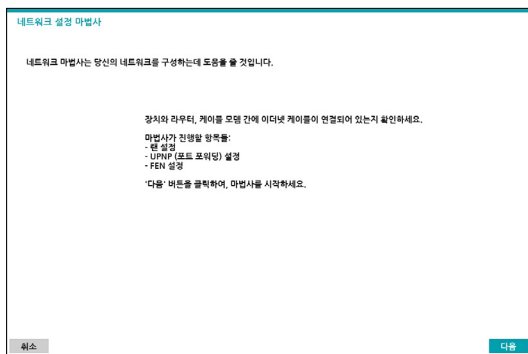 네트워크 설정 마법사
네트워크 마법사는 당신의 네트워크를 구성하는데 도움을 줄 것입니다.
장치와 라우터, 케이블 모뎀 간에 이더넷 케이블이 연결되어 있는지 확인하세요.
마법사가 진행할 항목들:
- 랜 설정
- UPNP (포트 포워딩) 설정
- FEN 설정
'다음' 버튼을 클릭하여, 마법사를 시작하세요.
취소
다음